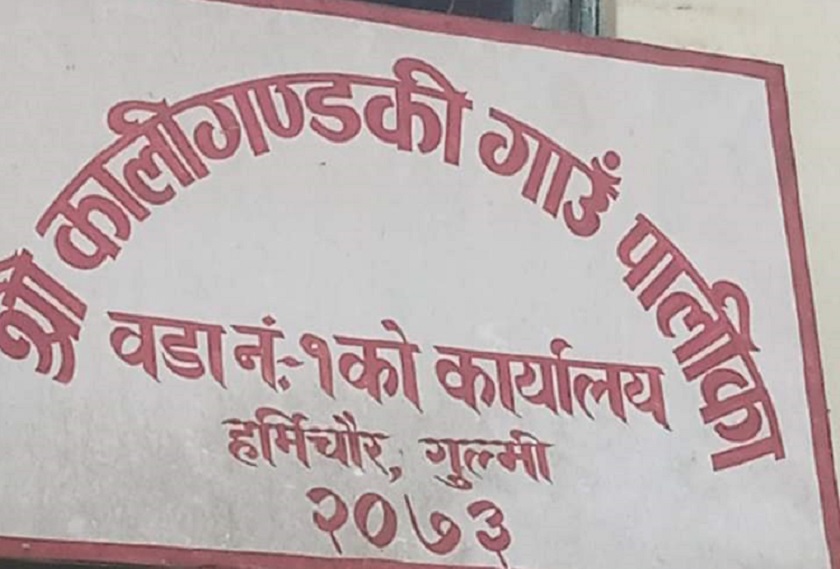 श्री कालीगण्डकी गाउँ पालीका
वडा नं:-१को कार्यालय
हर्मिचौर, गुल्मी
२०७३